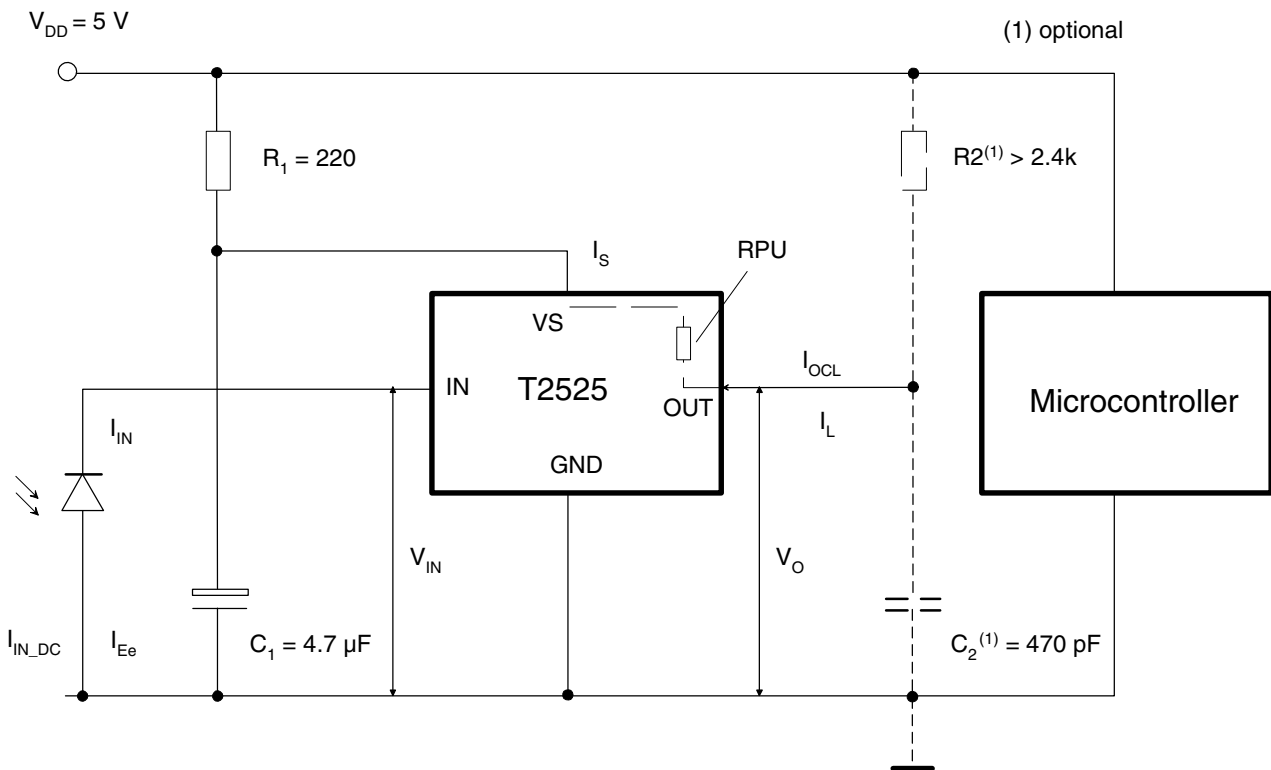 V_DD = 5 V
(1) optional
R_1 = 220
R2^(1) > 2.4k
I_S
RPU
VS
I_OCL
IN
T2525
OUT
Microcontroller
I_IN
I_L
GND
V_IN
V_O
I_IN_DC
I_Ee
C_1 = 4.7 µF
C_2^(1) = 470 pF